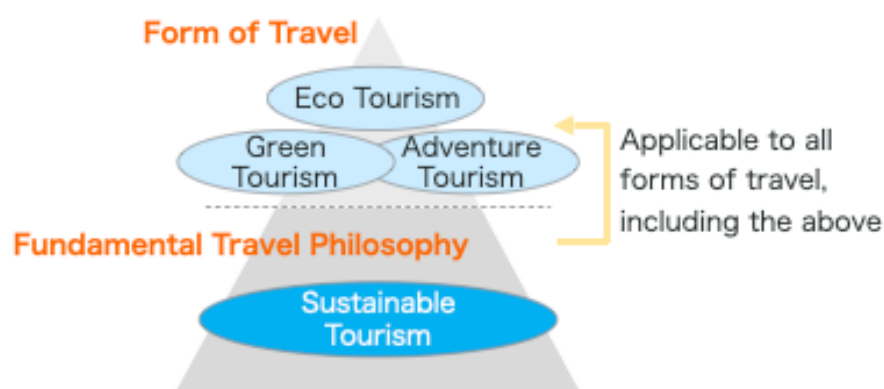 Form of Travel
Eco Tourism
Green
Tourism
Adventure
Tourism
Applicable to all
forms of travel,
including the above
Fundamental Travel Philosophy
Sustainable
Tourism